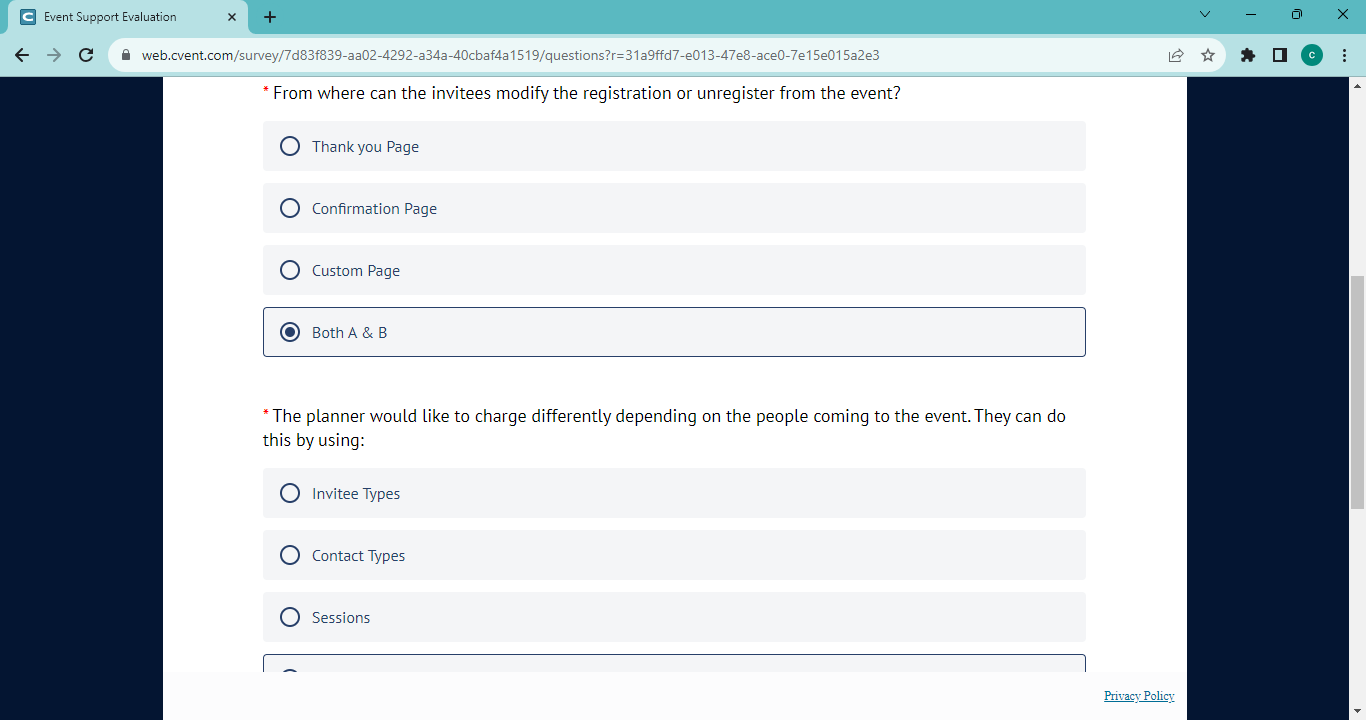 Event Support Evaluation
web.cvent.com/survey/7d83f839-aa02-4292-a34a-40cbaf4a1519/questions?r=31a9ffd7-e013-47e8-ace0-7e15e015a2e3
C
* From where can the invitees modify the registration or unregister from the event?
Thank you Page
Confirmation Page
Custom Page
Both A & B
* The planner would like to charge differently depending on the people coming to the event. They can do
this by using:
Invitee Types
Contact Types
Sessions
Privacy Policy